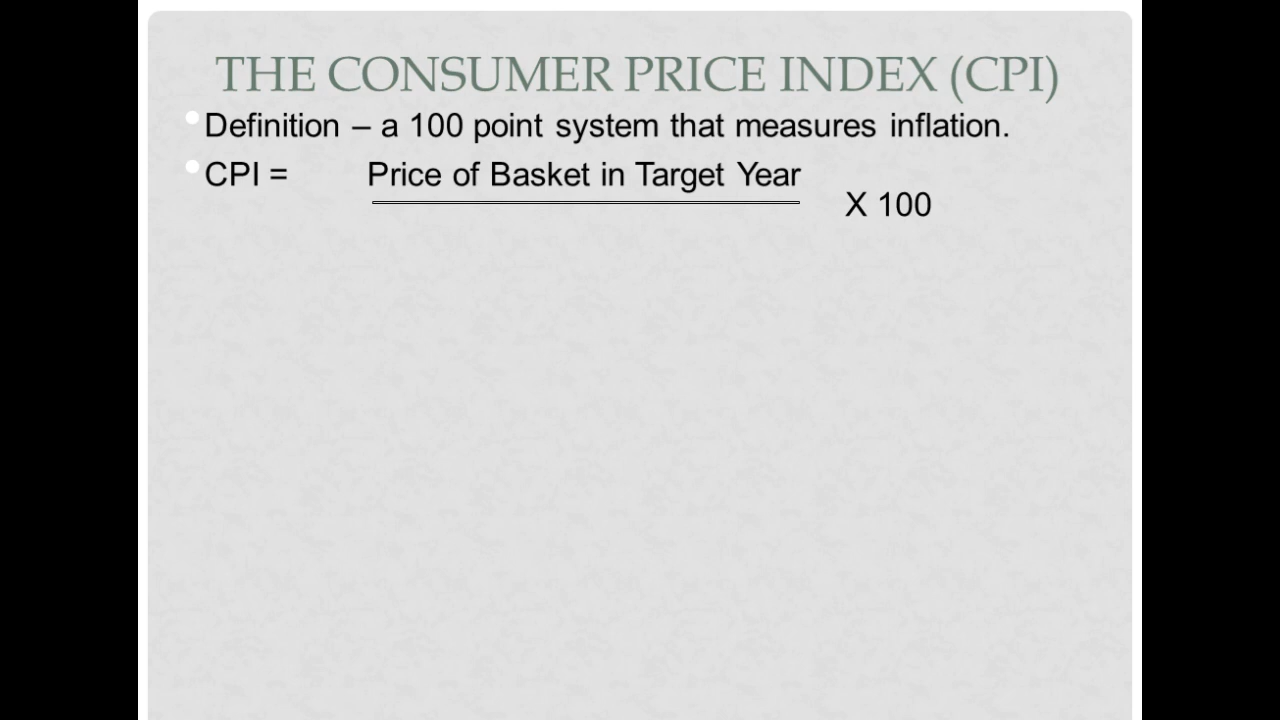 THE CONSUMER PRICE INDEX (CPI)
Definition – a 100 point system that measures inflation.
CPI = Price of Basket in Target Year
X 100